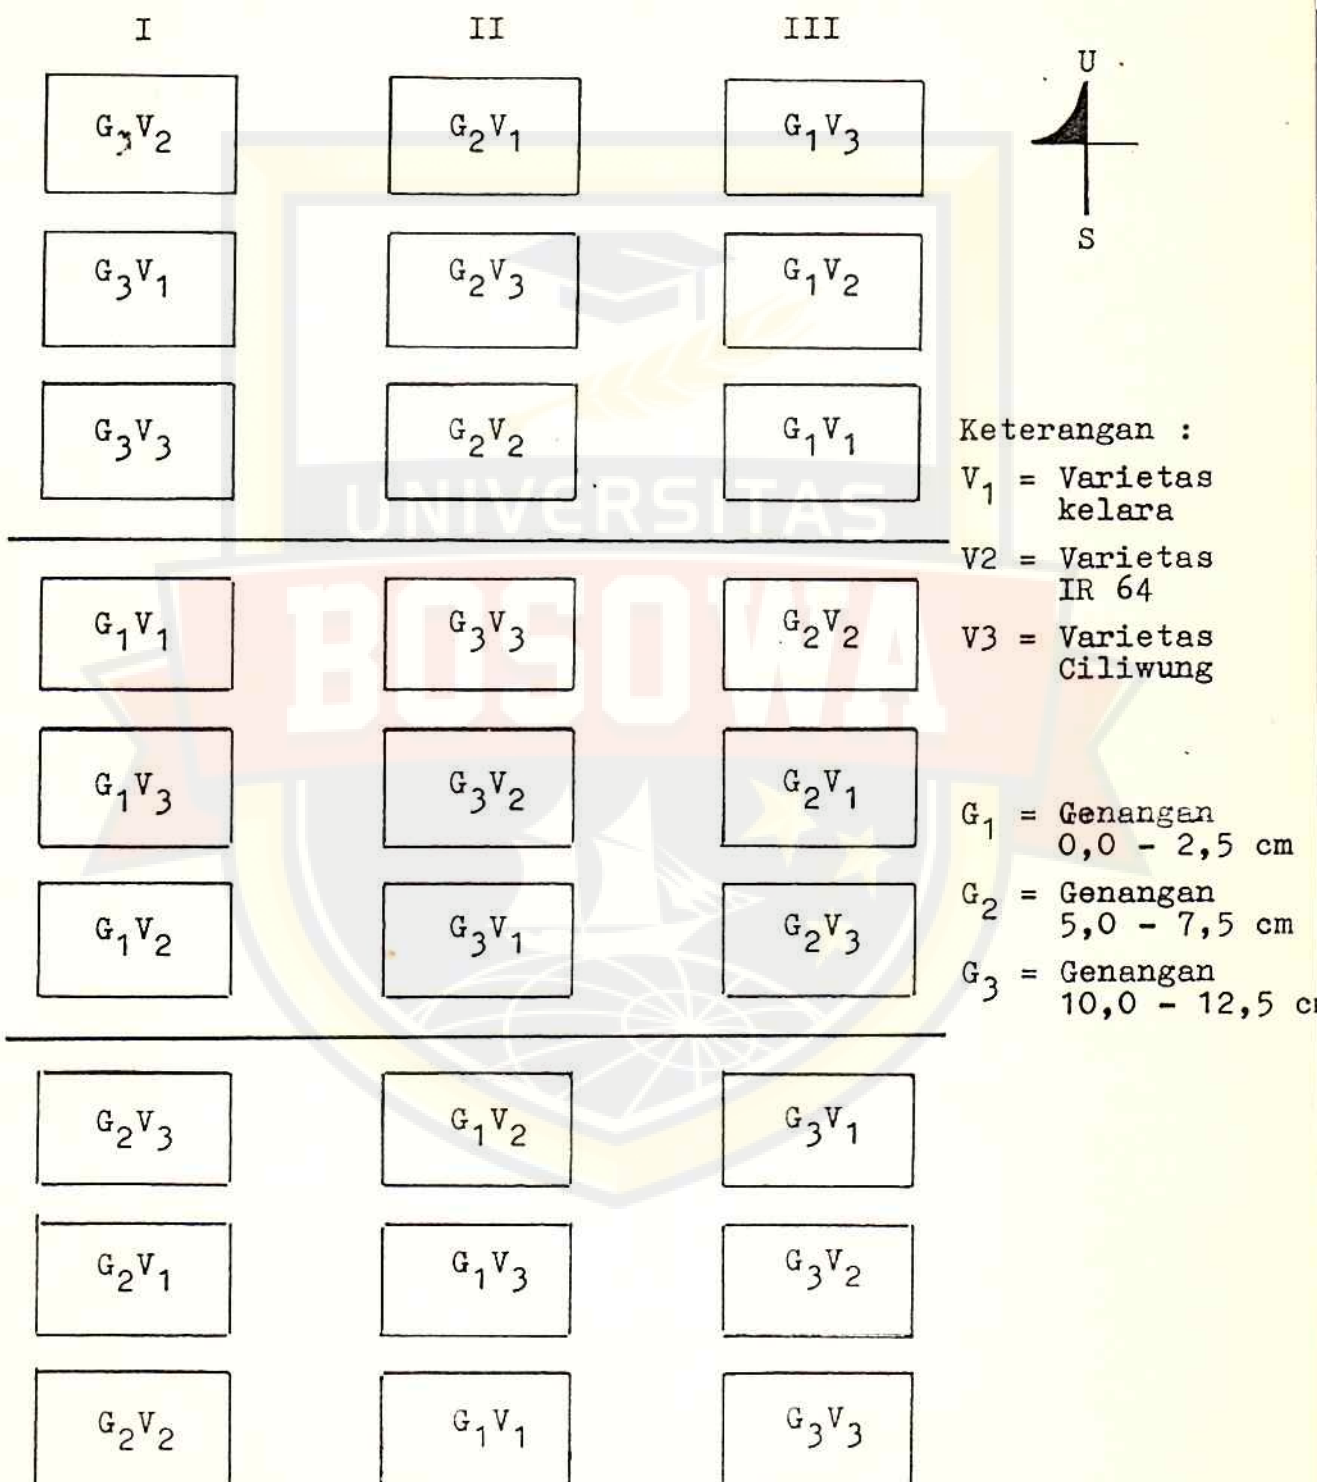 I II III
U
G3V2 G2V1 G1V3
S
G3V1 G2V3 G1V2
G3V3 G2V2 G1V1
Keterangan :
V1 = Varietas
kelara
UNIVERSITAS
V2 = Varietas
IR 64
BOSOWA
G1V1 G3V3 G2V2
V3 = Varietas
Ciliwung
G1V3 G3V2 G2V1
G1 = Genangan
0,0 - 2,5 cm
G2 = Genangan
5,0 - 7,5 cm
G1V2 G3V1 G2V3
G3 = Genangan
10,0 - 12,5 c
G2V3 G1V2 G3V1
G2V1 G1V3 G3V2
G2V2 G1V1 G3V3